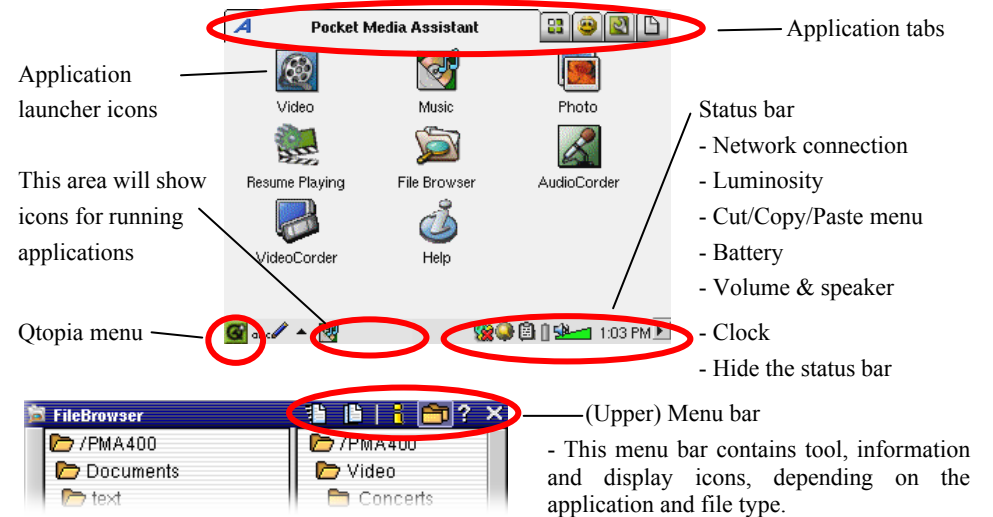 Pocket Media Assistant
Application tabs
Application
launcher icons
Video
Music
Photo
Status bar
- Network connection
- Luminosity
- Cut/Copy/Paste menu
- Battery
- Volume & speaker
- Clock
- Hide the status bar
This area will show
icons for running
applications
Resume Playing
File Browser
AudioCorder
VideoCorder
Help
Qtopia menu
abc
1:03 PM
FileBrowser
?
/PMA400
Documents
text
/PMA400
Video
Concerts
(Upper) Menu bar
- This menu bar contains tool, information
and display icons, depending on the
application and file type.